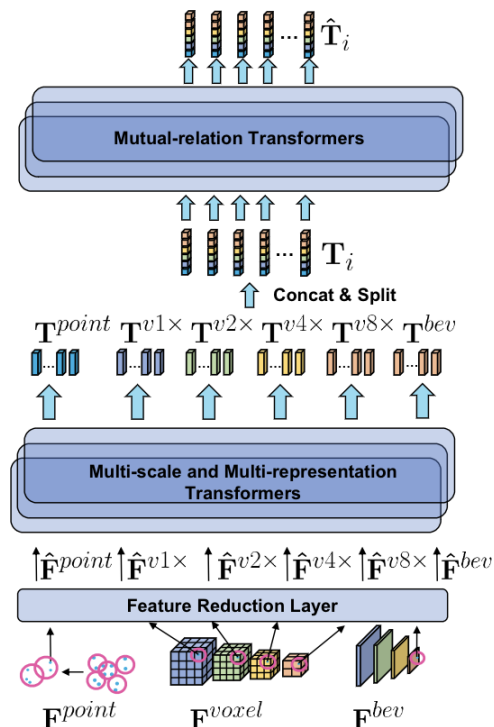 ... T̂_i
Mutual-relation Transformers
... T_i
Concat & Split
T^{point} T^{v1×} T^{v2×} T^{v4×} T^{v8×} T^{bev}
... ... ... ... ... ...
Multi-scale and Multi-representation
Transformers
F̂^{point} F̂^{v1×} F̂^{v2×} F̂^{v4×} F̂^{v8×} F̂^{bev}
Feature Reduction Layer
F^{point} F^{voxel} F^{bev}